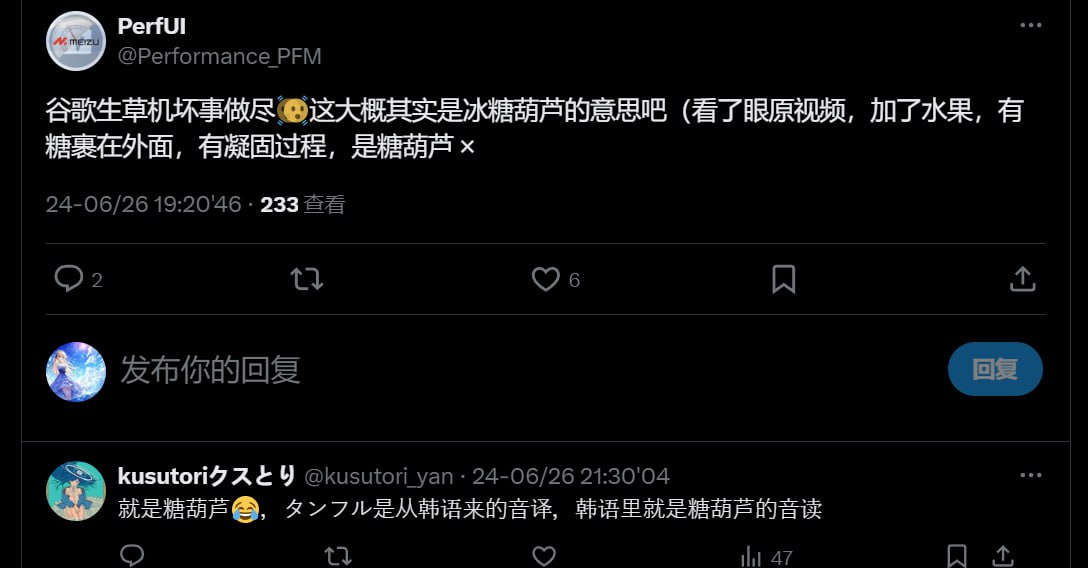 PerfUI
@Performance_PFM
谷歌生草机坏事做尽🫨这大概其实是冰糖葫芦的意思吧（看了眼原视频，加了水果，有
糖裹在外面，有凝固过程，是糖葫芦 ×
24-06/26 19:20'46 · 233 查看
2 6
发布你的回复 回复
kusutoriクスとり @kusutori_yan · 24-06/26 21:30'04
就是糖葫芦😂，タンフル是从韩语来的音译，韩语里就是糖葫芦的音读
47
MEIZU